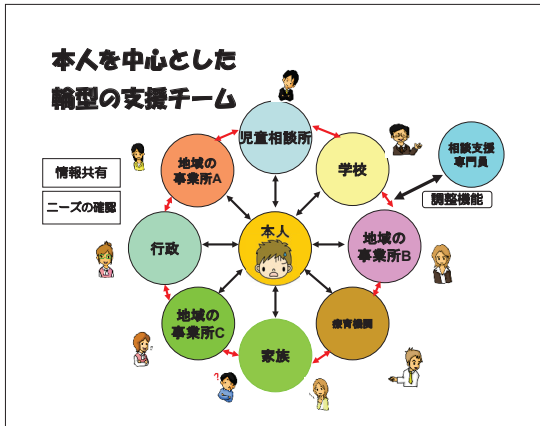 本人を中心とした
輪型の支援チーム
児童相談所
地域の
事業所A
学校
相談支援
専門員
情報共有
ニーズの確認
調整機能
行政
本人
地域の
事業所B
地域の
事業所C
療育機関
家族
?